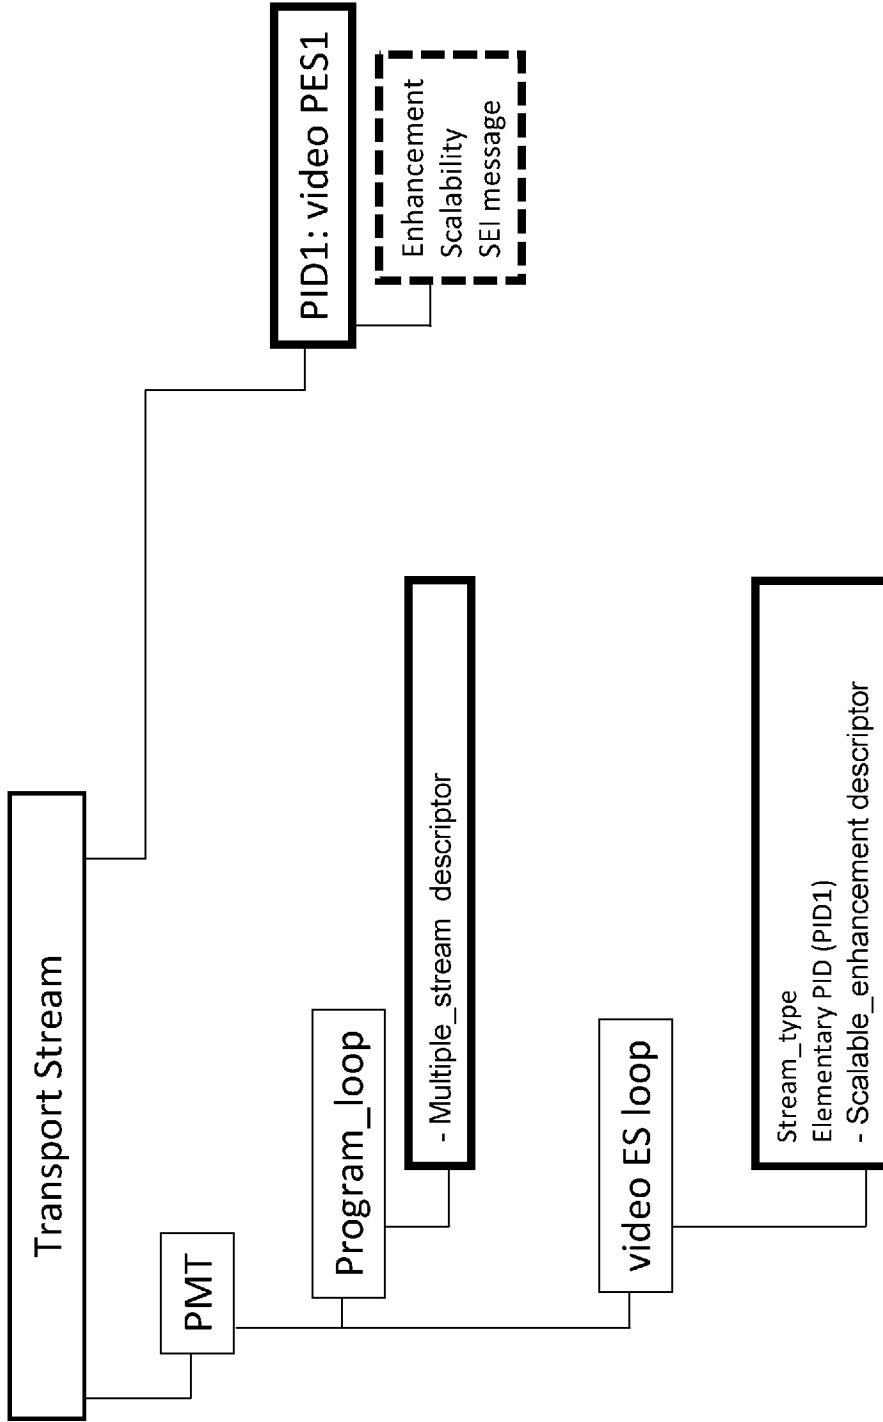 Transport Stream
PMT
Program_loop
- Multiple_stream descriptor
video ES loop
Stream_type
Elementary PID (PID1)
- Scalable_enhancement descriptor
PID1: video PES1
Enhancement
Scalability
SEI message